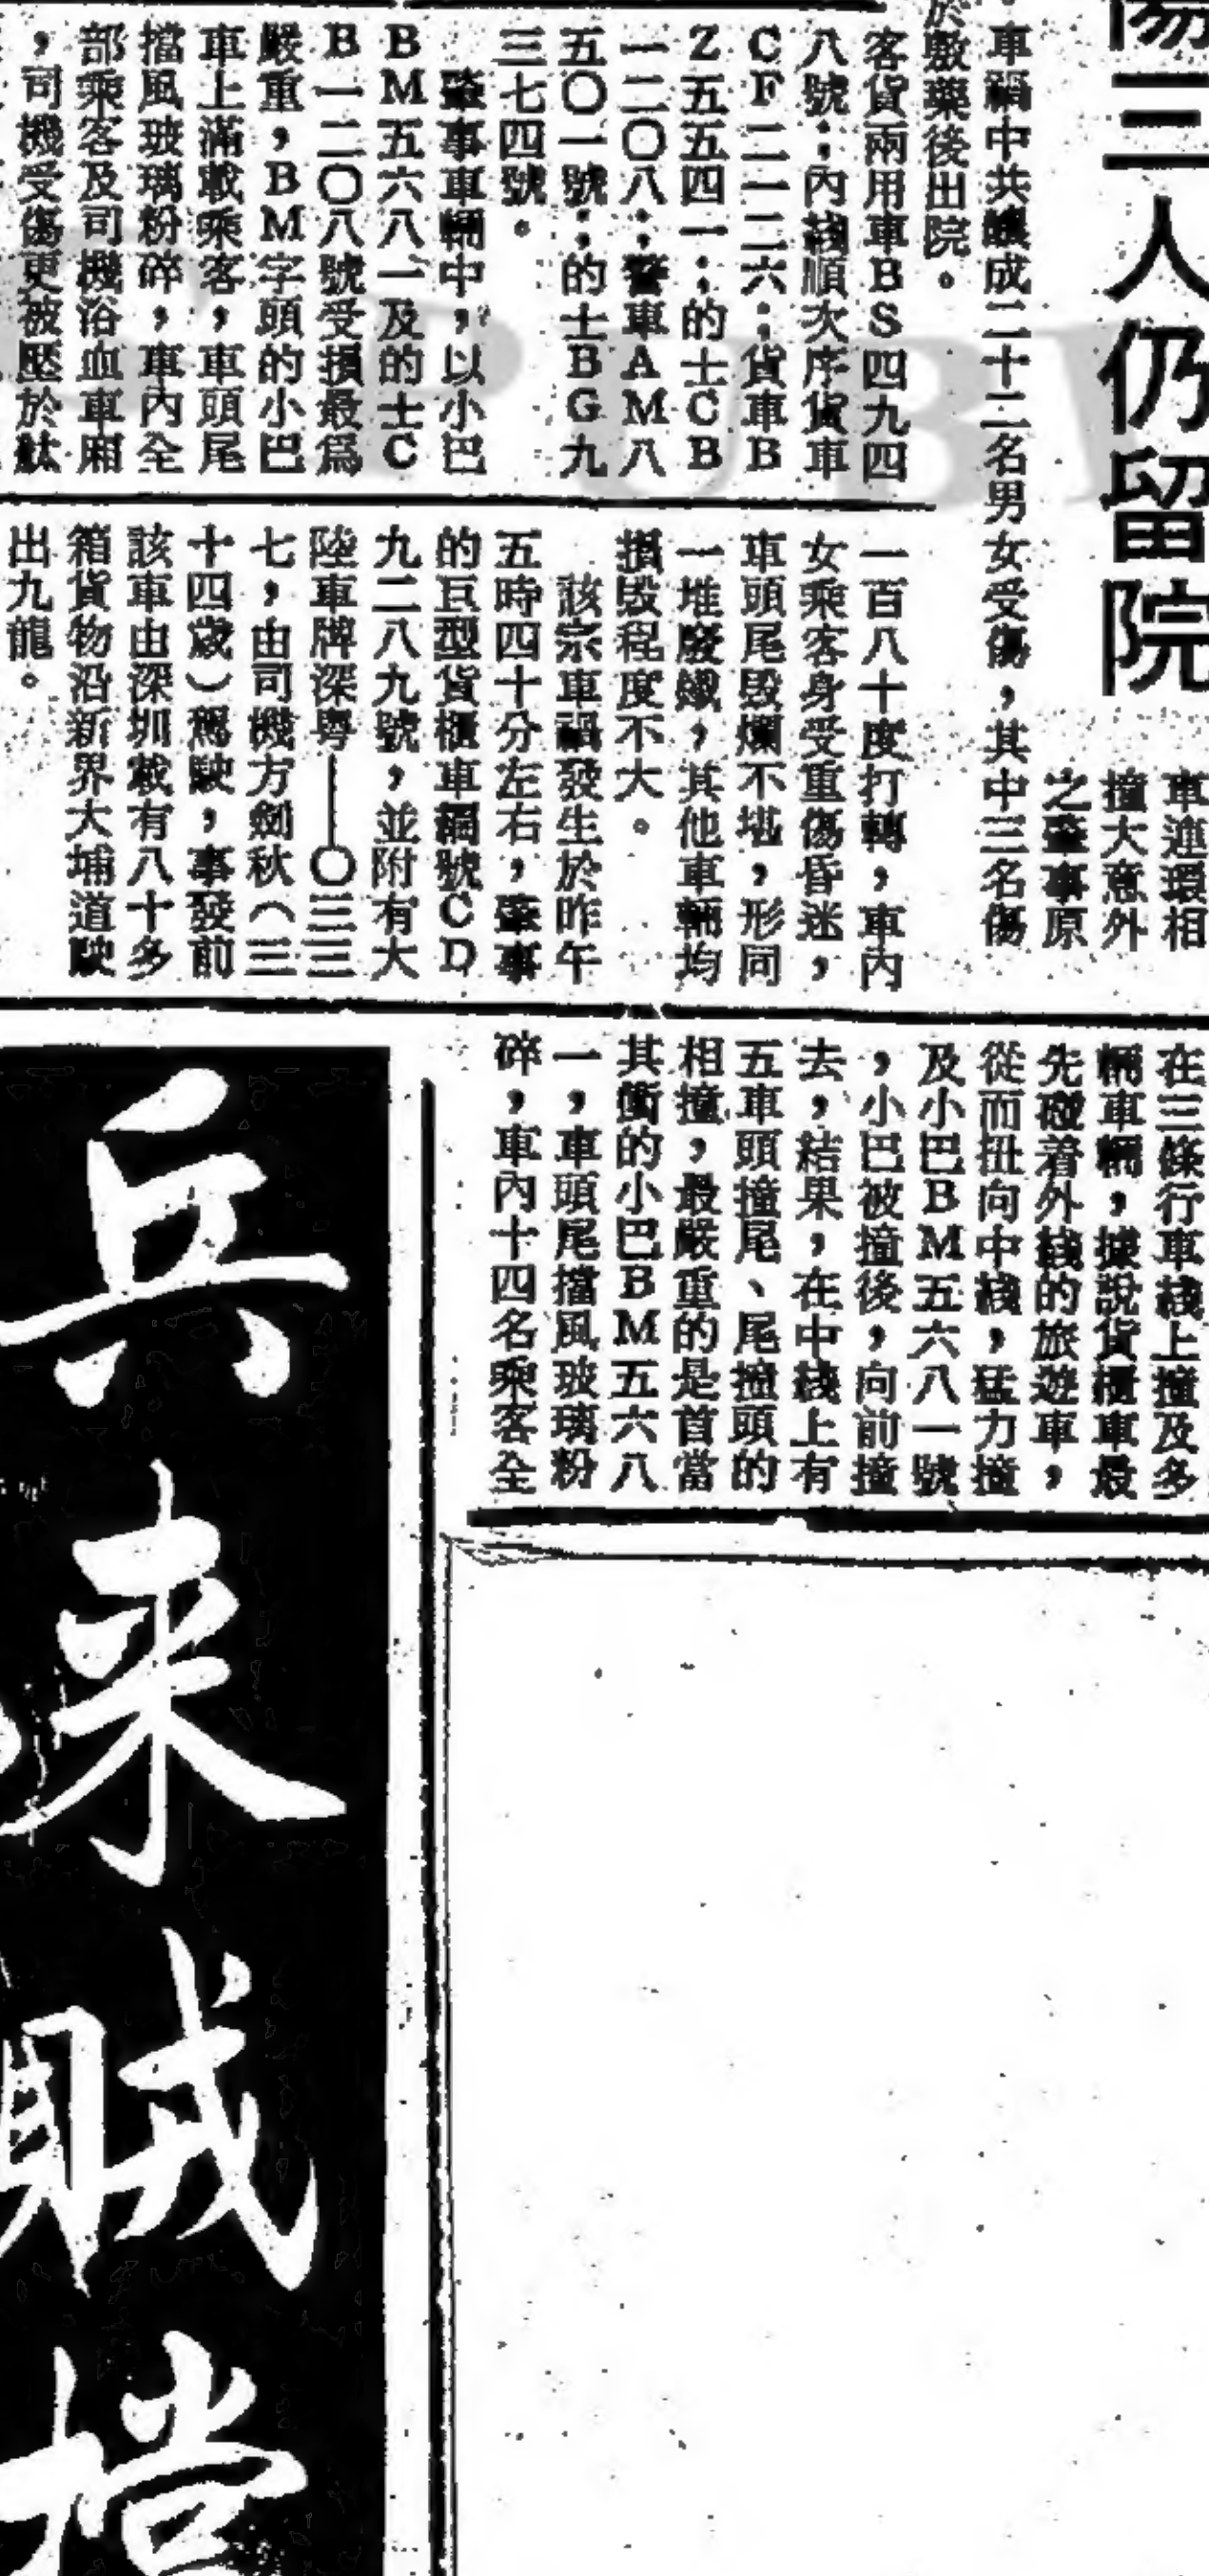 傷三人仍留院
車連環相
撞大意外
之肇事原
車禍中共釀成二十二名男女受傷，其中三名傷
於敷藥後出院。
客貨兩用車BS四九四
八號；內綫順次序貨車
CF二一二六；貨車B
Z五五四一；的士CB
一二〇八；警車AM八
五〇一號；的士BG九
三七四號。
肇事車輛中，以小巴
BM五六八一及的士C
B一二〇八號受損最爲
嚴重，BM字頭的小巴
車上滿載乘客，車頭尾
擋風玻璃粉碎，車內全
部乘客及司機浴血車廂
，司機受傷更被壓於軚
一百八十度打轉，車內
女乘客身受重傷昏迷，
車頭尾毀爛不堪，形同
一堆廢鐵，其他車輛均
損毀程度不大。
該宗車禍發生於昨午
五時四十分左右，肇事
的巨型貨櫃車編號CD
九二八九號，並附有大
陸車牌深粤——〇三三
七，由司機方劍秋（三
十四歲）駕駛，事發前
該車由深圳載有八十多
箱貨物沿新界大埔道駛
出九龍。
在三條行車綫上撞及多
輛車輛，據說貨櫃車最
先碰着外綫的旅遊車，
從而扭向中綫，猛力撞
及小巴BM五六八一號
，小巴被撞後，向前撞
去，結果，在中綫上有
五車頭撞尾、尾撞頭的
相撞，最嚴重的是首當
其衝的小巴BM五六八
一，車頭尾擋風玻璃粉
碎，車內十四名乘客全
兵来賊擋